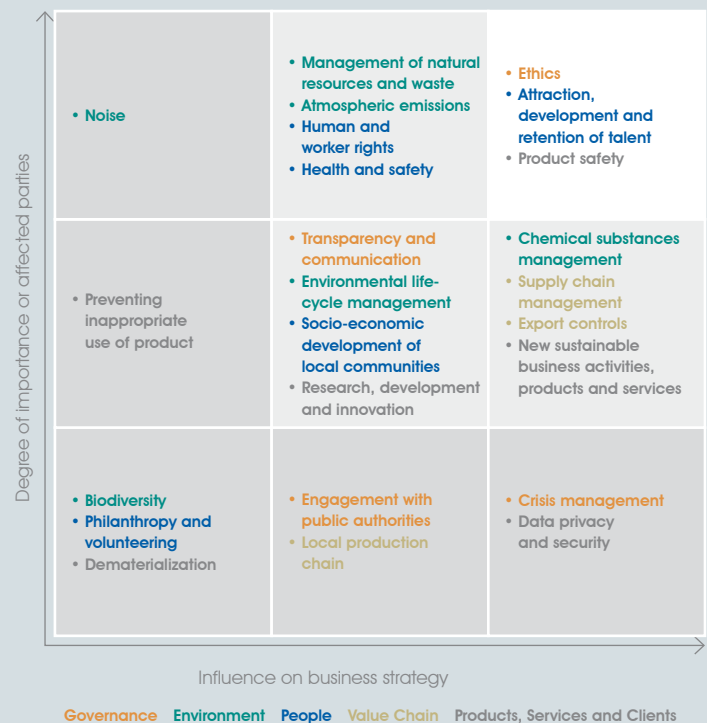 Degree of importance or affected parties
• Noise
• Management of natural
resources and waste
• Atmospheric emissions
• Human and
worker rights
• Health and safety
• Ethics
• Attraction,
development and
retention of talent
• Product safety
• Preventing
inappropriate
use of product
• Transparency and
communication
• Environmental life-
cycle management
• Socio-economic
development of
local communities
• Research, development
and innovation
• Chemical substances
management
• Supply chain
management
• Export controls
• New sustainable
business activities,
products and services
• Biodiversity
• Philanthropy and
volunteering
• Dematerialization
• Engagement with
public authorities
• Local production
chain
• Crisis management
• Data privacy
and security
Influence on business strategy
Governance Environment People Value Chain Products, Services and Clients